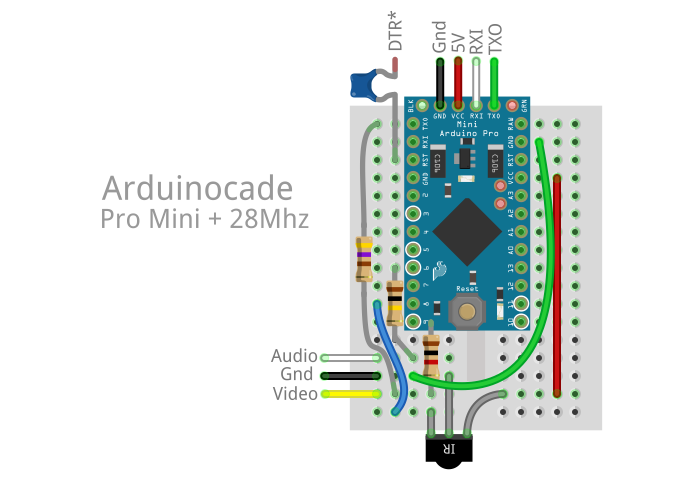 DTR*
Gnd
5V
RXI
TXO
BLK
GND VCC RXI TXO
GRN
Mini
Arduino Pro
TXO
RXI
RST
GND
2
3
4
5
6
7
8
9
RAW
GND
RST
VCC
A3
A2
A1
A0
13
12
11
10
C706
C706
Reset
Arduinocade
Pro Mini + 28Mhz
Audio
Gnd
Video
IR